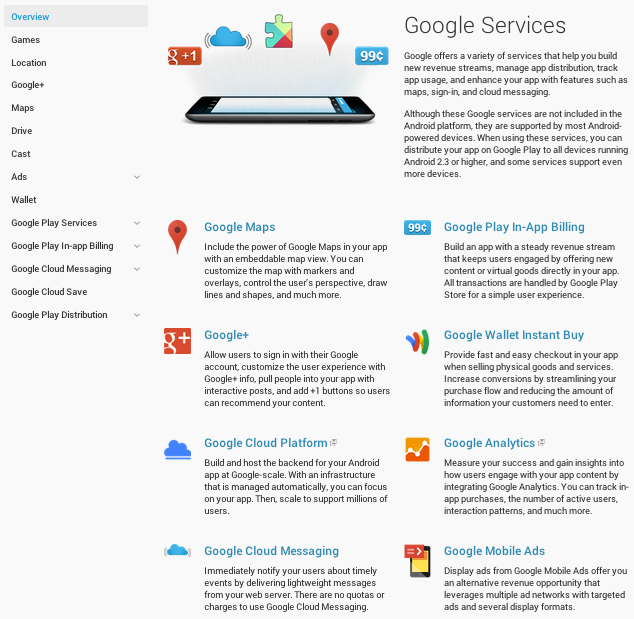 Overview
Games
Location
Google+
Maps
Drive
Cast
Ads
Wallet
Google Play Services
Google Play In-app Billing
Google Cloud Messaging
Google Cloud Save
Google Play Distribution
g+ +1
99¢
Google Services
Google offers a variety of services that help you build
new revenue streams, manage app distribution, track
app usage, and enhance your app with features such as
maps, sign-in, and cloud messaging.
Although these Google services are not included in the
Android platform, they are supported by most Android-
powered devices. When using these services, you can
distribute your app on Google Play to all devices running
Android 2.3 or higher, and some services support even
more devices.
Google Maps
Include the power of Google Maps in your app
with an embeddable map view. You can
customize the map with markers and
overlays, control the user's perspective, draw
lines and shapes, and much more.
99¢
Google Play In-App Billing
Build an app with a steady revenue stream
that keeps users engaged by offering new
content or virtual goods directly in your app.
All transactions are handled by Google Play
Store for a simple user experience.
g+
Google+
Allow users to sign in with their Google
account, customize the user experience with
Google+ info, pull people into your app with
interactive posts, and add +1 buttons so users
can recommend your content.
Google Wallet Instant Buy
Provide fast and easy checkout in your app
when selling physical goods and services.
Increase conversions by streamlining your
purchase flow and reducing the amount of
information your customers need to enter.
Google Cloud Platform
Build and host the backend for your Android
app at Google-scale. With an infrastructure
that is managed automatically, you can focus
on your app. Then, scale to support millions of
users.
Google Analytics
Measure your success and gain insights into
how users engage with your app content by
integrating Google Analytics. You can track in-
app purchases, the number of active users,
interaction patterns, and much more.
Google Cloud Messaging
Immediately notify your users about timely
events by delivering lightweight messages
from your web server. There are no quotas or
charges to use Google Cloud Messaging.
Google Mobile Ads
Display ads from Google Mobile Ads offer you
an alternative revenue opportunity that
leverages multiple ad networks with targeted
ads and several display formats.